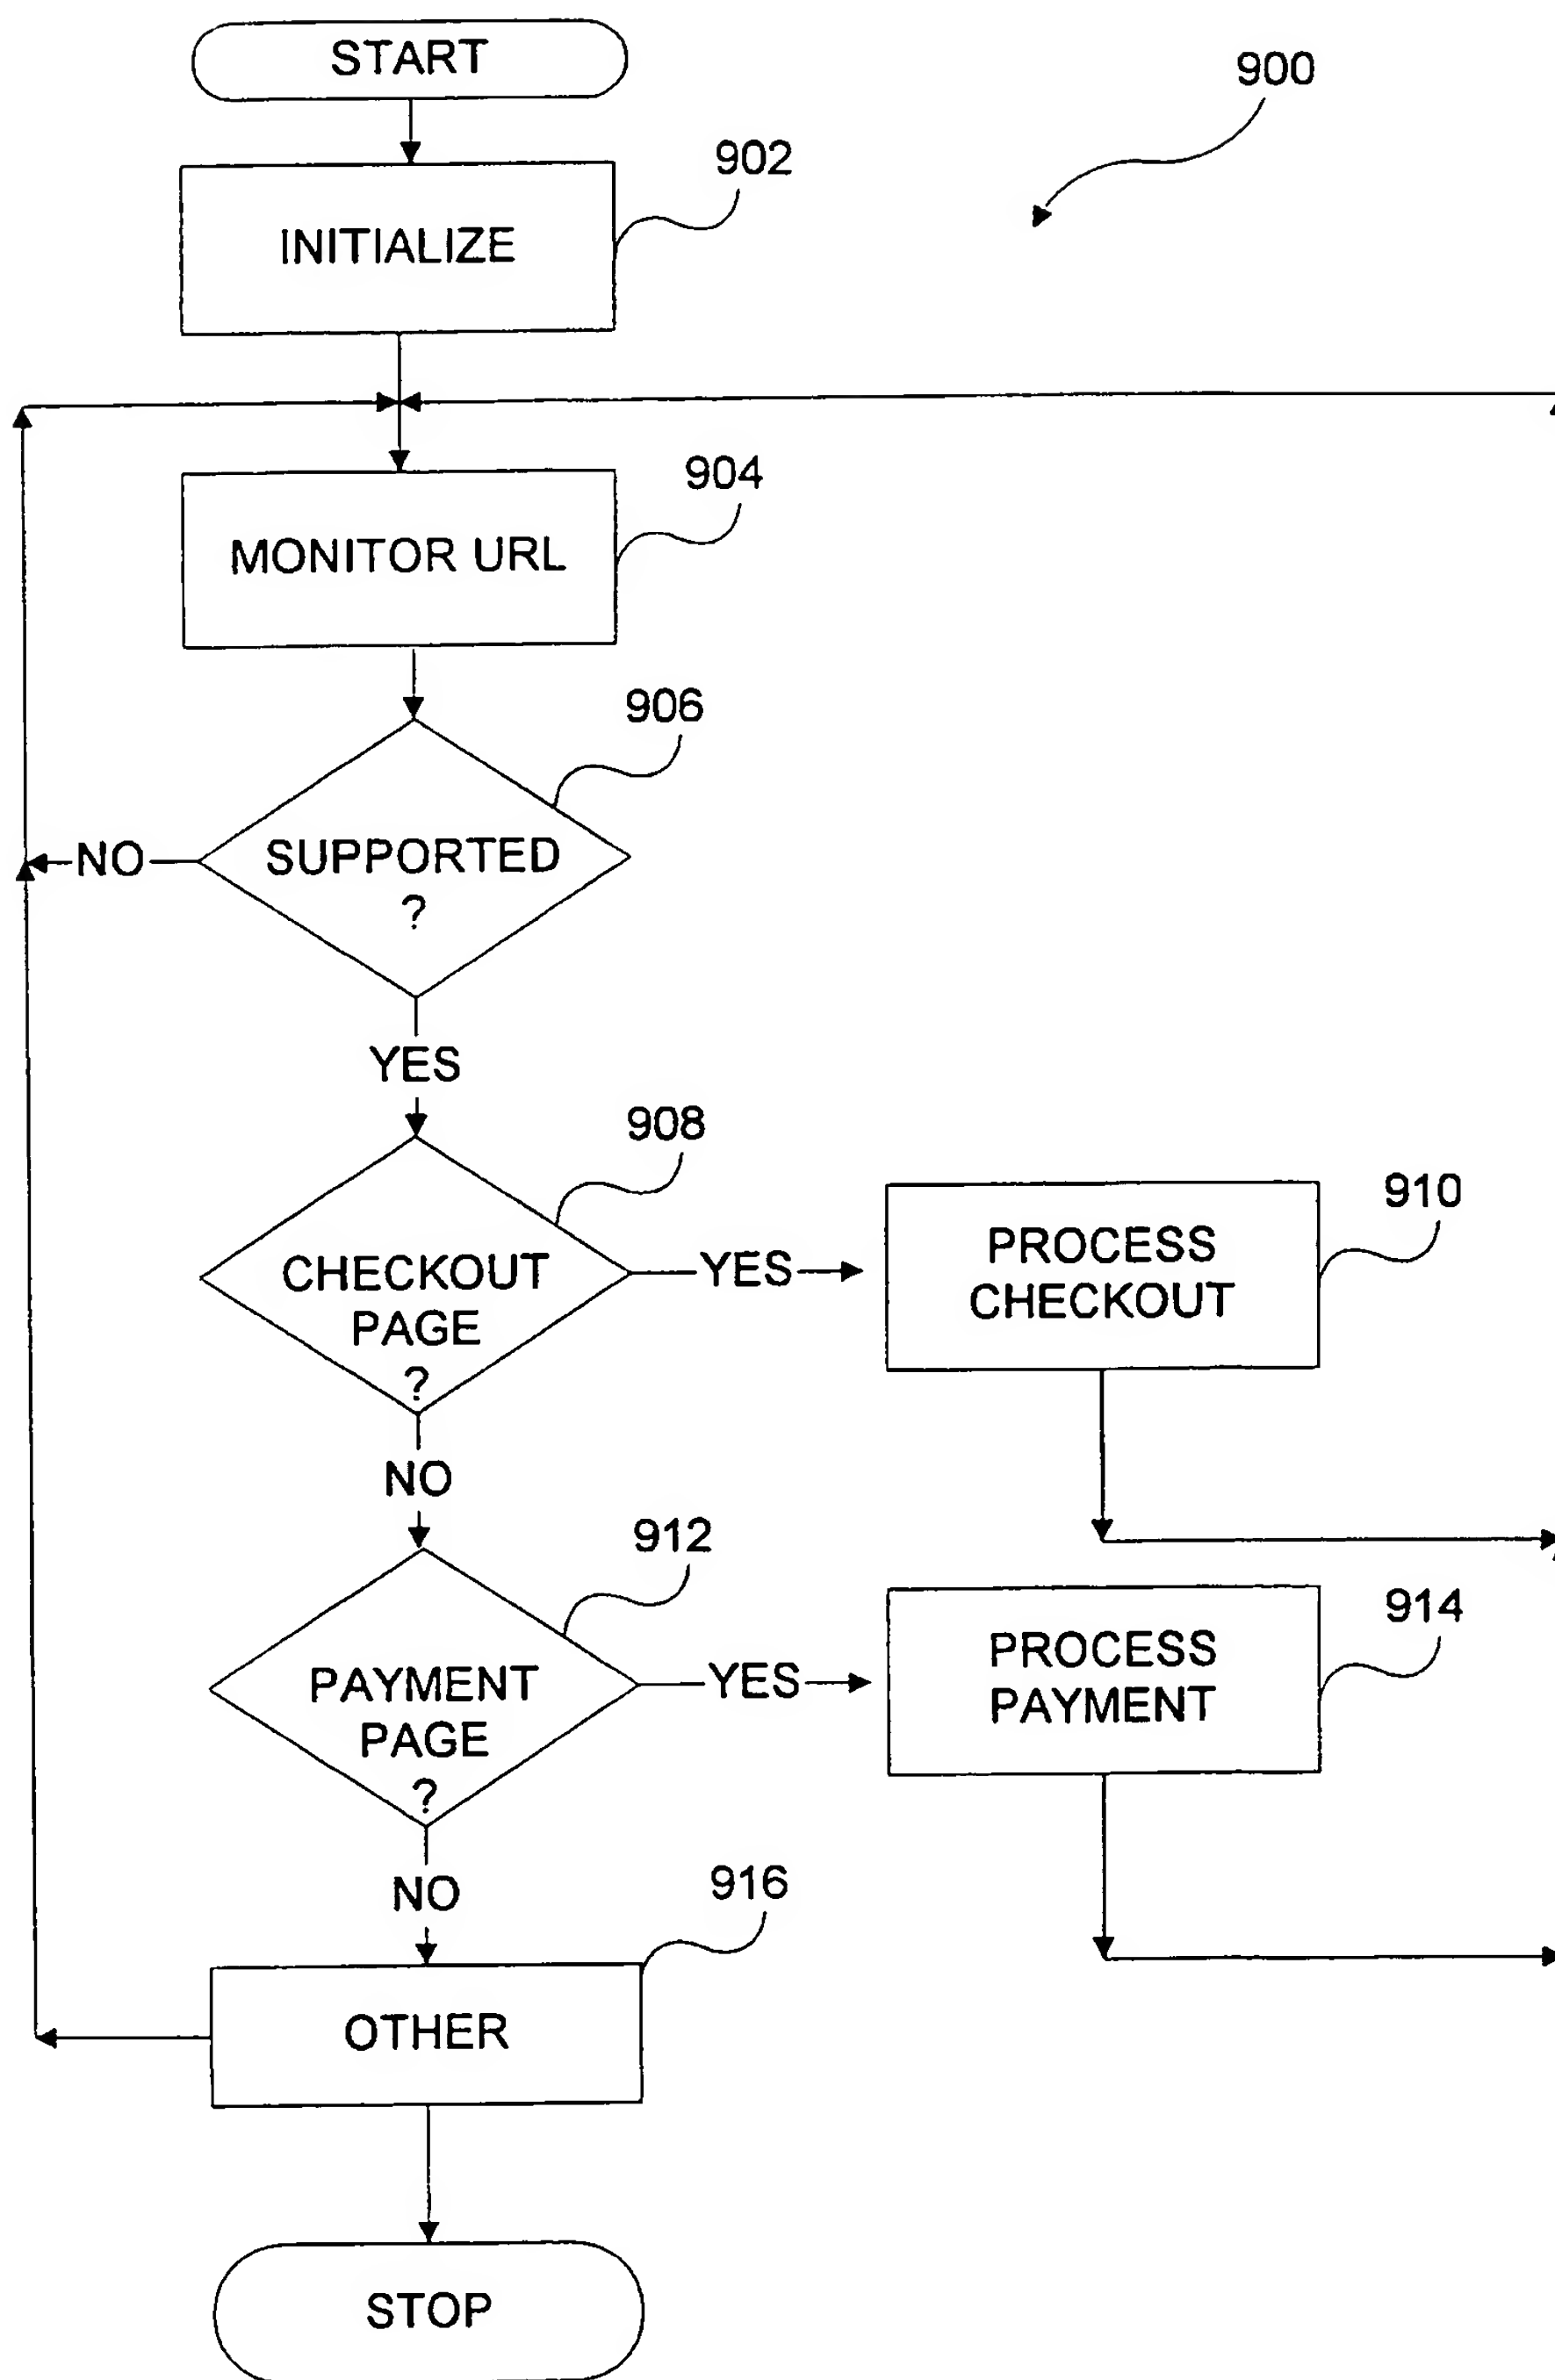 START
900
902
INITIALIZE
904
MONITOR URL
906
SUPPORTED
?
NO
YES
908
CHECKOUT
PAGE
?
YES
910
PROCESS
CHECKOUT
NO
912
PAYMENT
PAGE
?
YES
914
PROCESS
PAYMENT
NO
916
OTHER
STOP